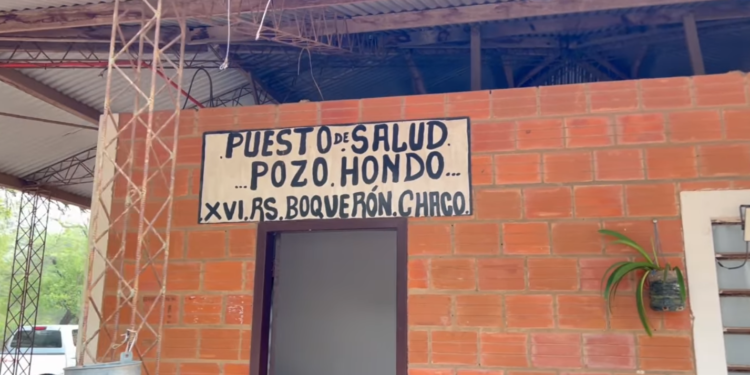 PUESTO DE SALUD.
...POZO.HONDO...
XVI.RS.BOQUERÓN.CHACO.